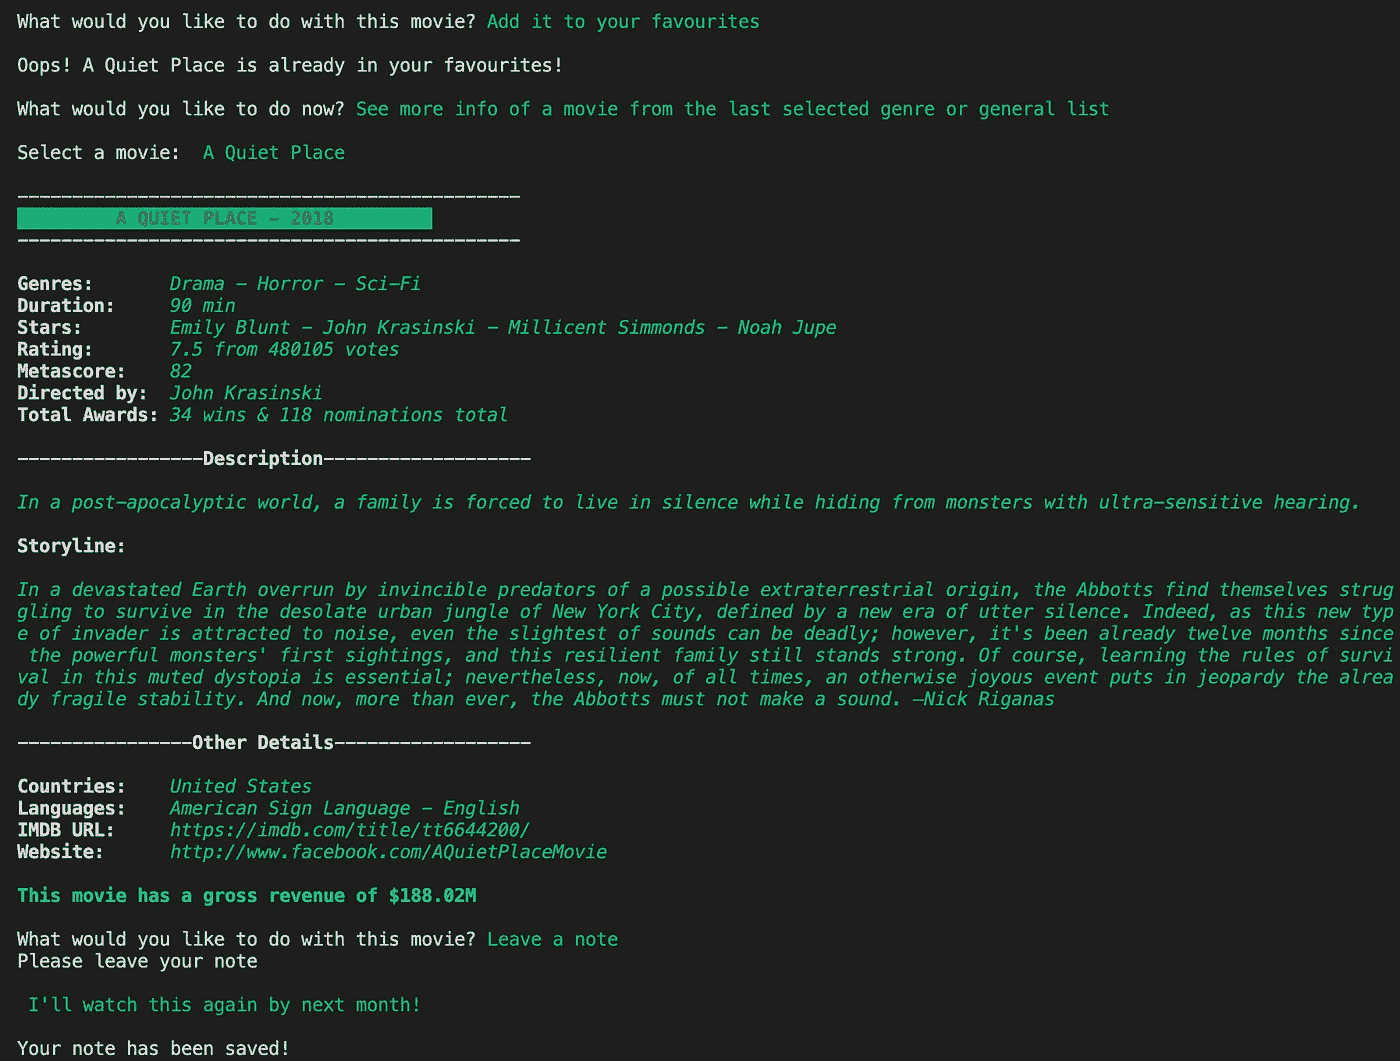 What would you like to do with this movie? Add it to your favourites
Oops! A Quiet Place is already in your favourites!
What would you like to do now? See more info of a movie from the last selected genre or general list
Select a movie:  A Quiet Place
----------------------------------------------
A QUIET PLACE - 2018
----------------------------------------------
Genres:       Drama - Horror - Sci-Fi
Duration:     90 min
Stars:        Emily Blunt - John Krasinski - Millicent Simmonds - Noah Jupe
Rating:       7.5 from 480105 votes
Metascore:    82
Directed by:  John Krasinski
Total Awards: 34 wins & 118 nominations total
-----------------Description-------------------
In a post-apocalyptic world, a family is forced to live in silence while hiding from monsters with ultra-sensitive hearing.
Storyline:
In a devastated Earth overrun by invincible predators of a possible extraterrestrial origin, the Abbotts find themselves strug
gling to survive in the desolate urban jungle of New York City, defined by a new era of utter silence. Indeed, as this new typ
e of invader is attracted to noise, even the slightest of sounds can be deadly; however, it's been already twelve months since
 the powerful monsters' first sightings, and this resilient family still stands strong. Of course, learning the rules of survi
val in this muted dystopia is essential; nevertheless, now, of all times, an otherwise joyous event puts in jeopardy the alrea
dy fragile stability. And now, more than ever, the Abbotts must not make a sound. —Nick Riganas
----------------Other Details------------------
Countries:    United States
Languages:    American Sign Language - English
IMDB URL:     https://imdb.com/title/tt6644200/
Website:      http://www.facebook.com/AQuietPlaceMovie
This movie has a gross revenue of $188.02M
What would you like to do with this movie? Leave a note
Please leave your note
I'll watch this again by next month!
Your note has been saved!